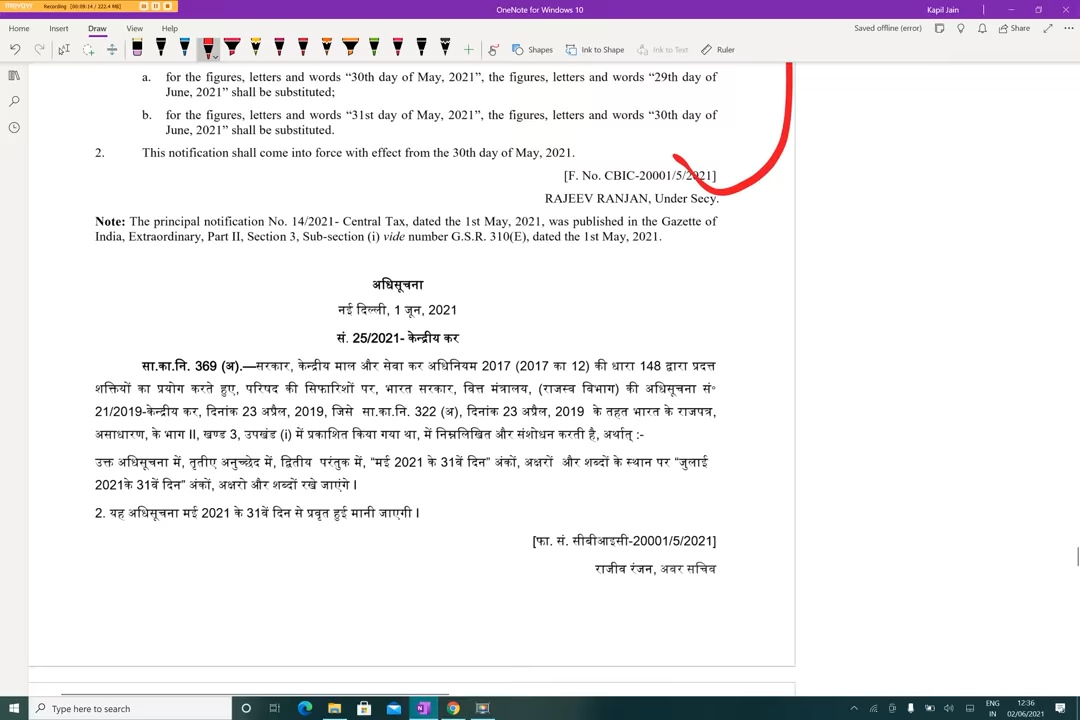 Recording [00:09:14 / 222.4 MB]
OneNote for Windows 10
Kapil Jain
Home Insert Draw View Help
Saved offline (error)
Share
Shapes Ink to Shape Ink to Text Ruler
a. for the figures, letters and words “30th day of May, 2021”, the figures, letters and words “29th day of
June, 2021” shall be substituted;
b. for the figures, letters and words “31st day of May, 2021”, the figures, letters and words “30th day of
June, 2021” shall be substituted.
2. This notification shall come into force with effect from the 30th day of May, 2021.
[F. No. CBIC-20001/5/2021]
RAJEEV RANJAN, Under Secy.
Note: The principal notification No. 14/2021- Central Tax, dated the 1st May, 2021, was published in the Gazette of
India, Extraordinary, Part II, Section 3, Sub-section (i) vide number G.S.R. 310(E), dated the 1st May, 2021.
अधिसूचना
नई दिल्ली, 1 जून, 2021
सं. 25/2021- केन्द्रीय कर
सा.का.नि. 369 (अ).—सरकार, केन्द्रीय माल और सेवा कर अधिनियम 2017 (2017 का 12) की धारा 148 द्वारा प्रदत्त
शक्तियों का प्रयोग करते हुए, परिषद की सिफारिशों पर, भारत सरकार, वित्त मंत्रालय, (राजस्व विभाग) की अधिसूचना सं॰
21/2019-केन्द्रीय कर, दिनांक 23 अप्रैल, 2019, जिसे सा.का.नि. 322 (अ), दिनांक 23 अप्रैल, 2019 के तहत भारत के राजपत्र,
असाधारण, के भाग II, खण्ड 3, उपखंड (i) में प्रकाशित किया गया था, में निम्नलिखित और संशोधन करती है, अर्थात् :-
उक्त अधिसूचना में, तृतीए अनुच्छेद में, द्वितीय परंतुक में, “मई 2021 के 31वें दिन” अंकों, अक्षरों और शब्दों के स्थान पर “जुलाई
2021के 31वें दिन” अंकों, अक्षरो और शब्दों रखे जाएंगे।
2. यह अधिसूचना मई 2021 के 31वें दिन से प्रवृत हुई मानी जाएगी।
[फा. सं. सीबीआइसी-20001/5/2021]
राजीव रंजन, अवर सचिव
Type here to search
ENG
IN
12:36
02/06/2021